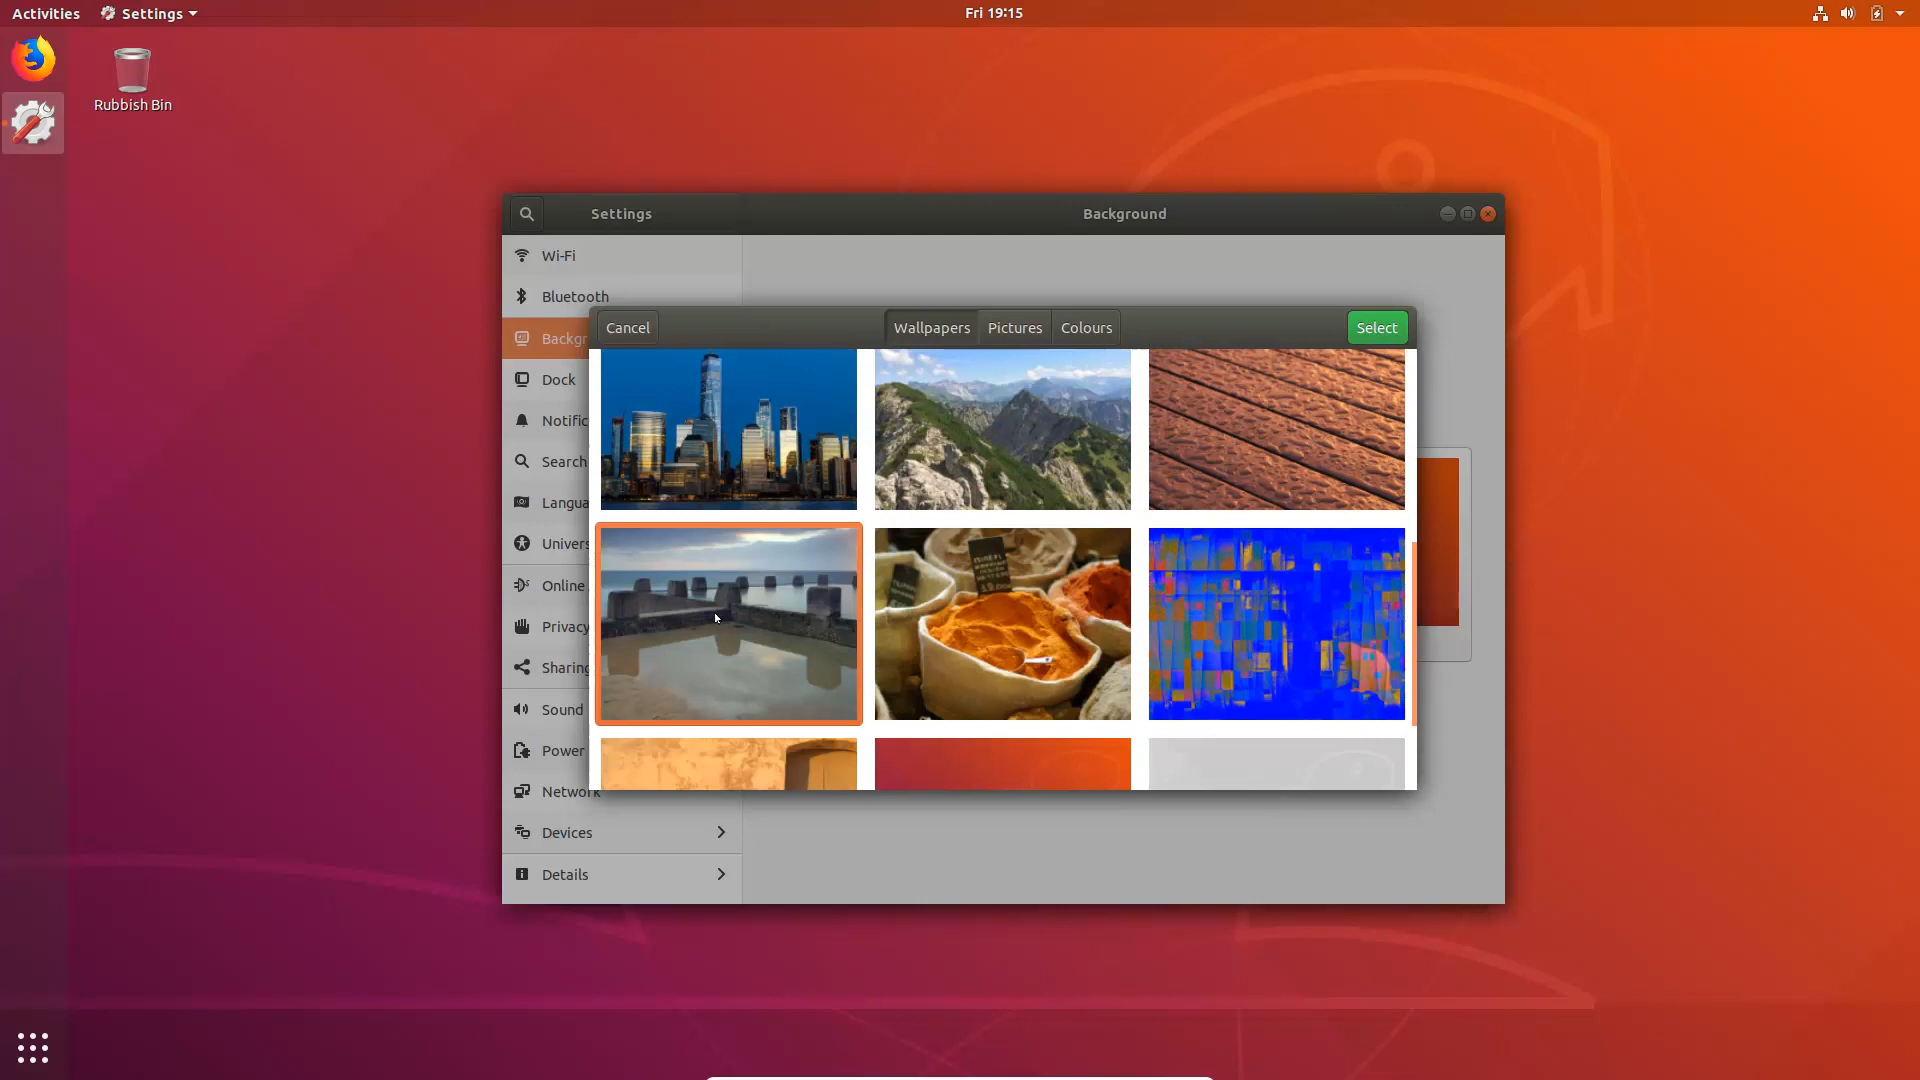 Activities
Settings
Fri 19:15
Rubbish Bin
Settings
Background
Wi-Fi
Bluetooth
Backgr
Dock
Notific
Search
Langua
Univers
Online
Privacy
Sharing
Sound
Power
Network
Devices
Details
Cancel
Wallpapers
Pictures
Colours
Select